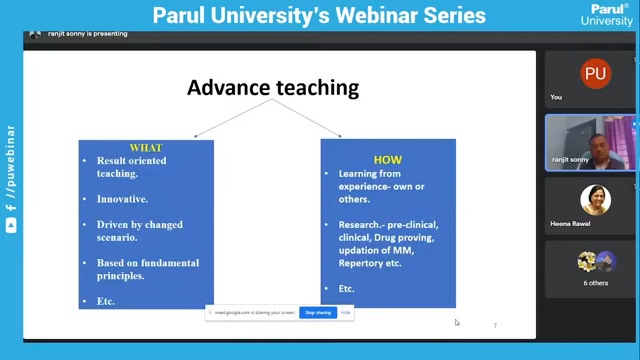 Parul University's Webinar Series
Parul®
University
ranjit sonny is presenting
Advance teaching
WHAT
• Result oriented
teaching.
• Innovative.
• Driven by changed
scenario.
• Based on fundamental
principles.
• Etc.
HOW
• Learning from
experience- own or
others.
• Research.- pre-clinical,
clinical, Drug proving,
updation of MM,
Repertory etc.
• Etc.
meet.google.com is sharing your screen.
Stop sharing
Hide
7
PU
You
ranjit sonny
Heena Rawal
6 others
/puwebinar